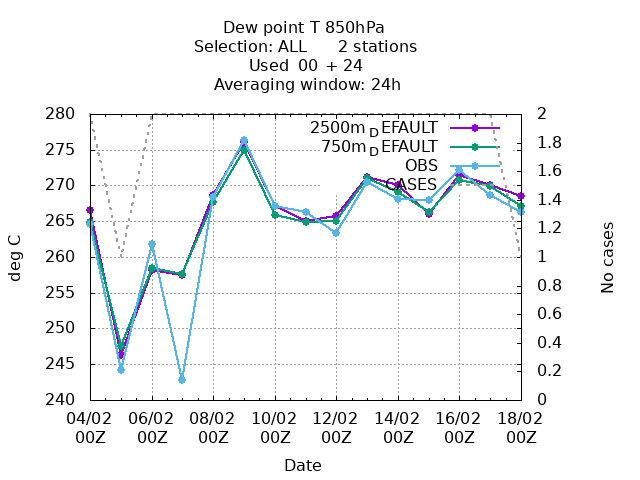 Dew point T 850hPa
Selection: ALL 2 stations
Used 00 + 24
Averaging window: 24h
280 2
275 1.8
270 1.6
265 1.4
260 1.2
255 1
250 0.8
245 0.6
240 0.4
0.2
0
2500mDEFAULT
750mDEFAULT
OBS
CASES
deg C
No cases
04/02 06/02 08/02 10/02 12/02 14/02 16/02 18/02
00Z 00Z 00Z 00Z 00Z 00Z 00Z 00Z
Date